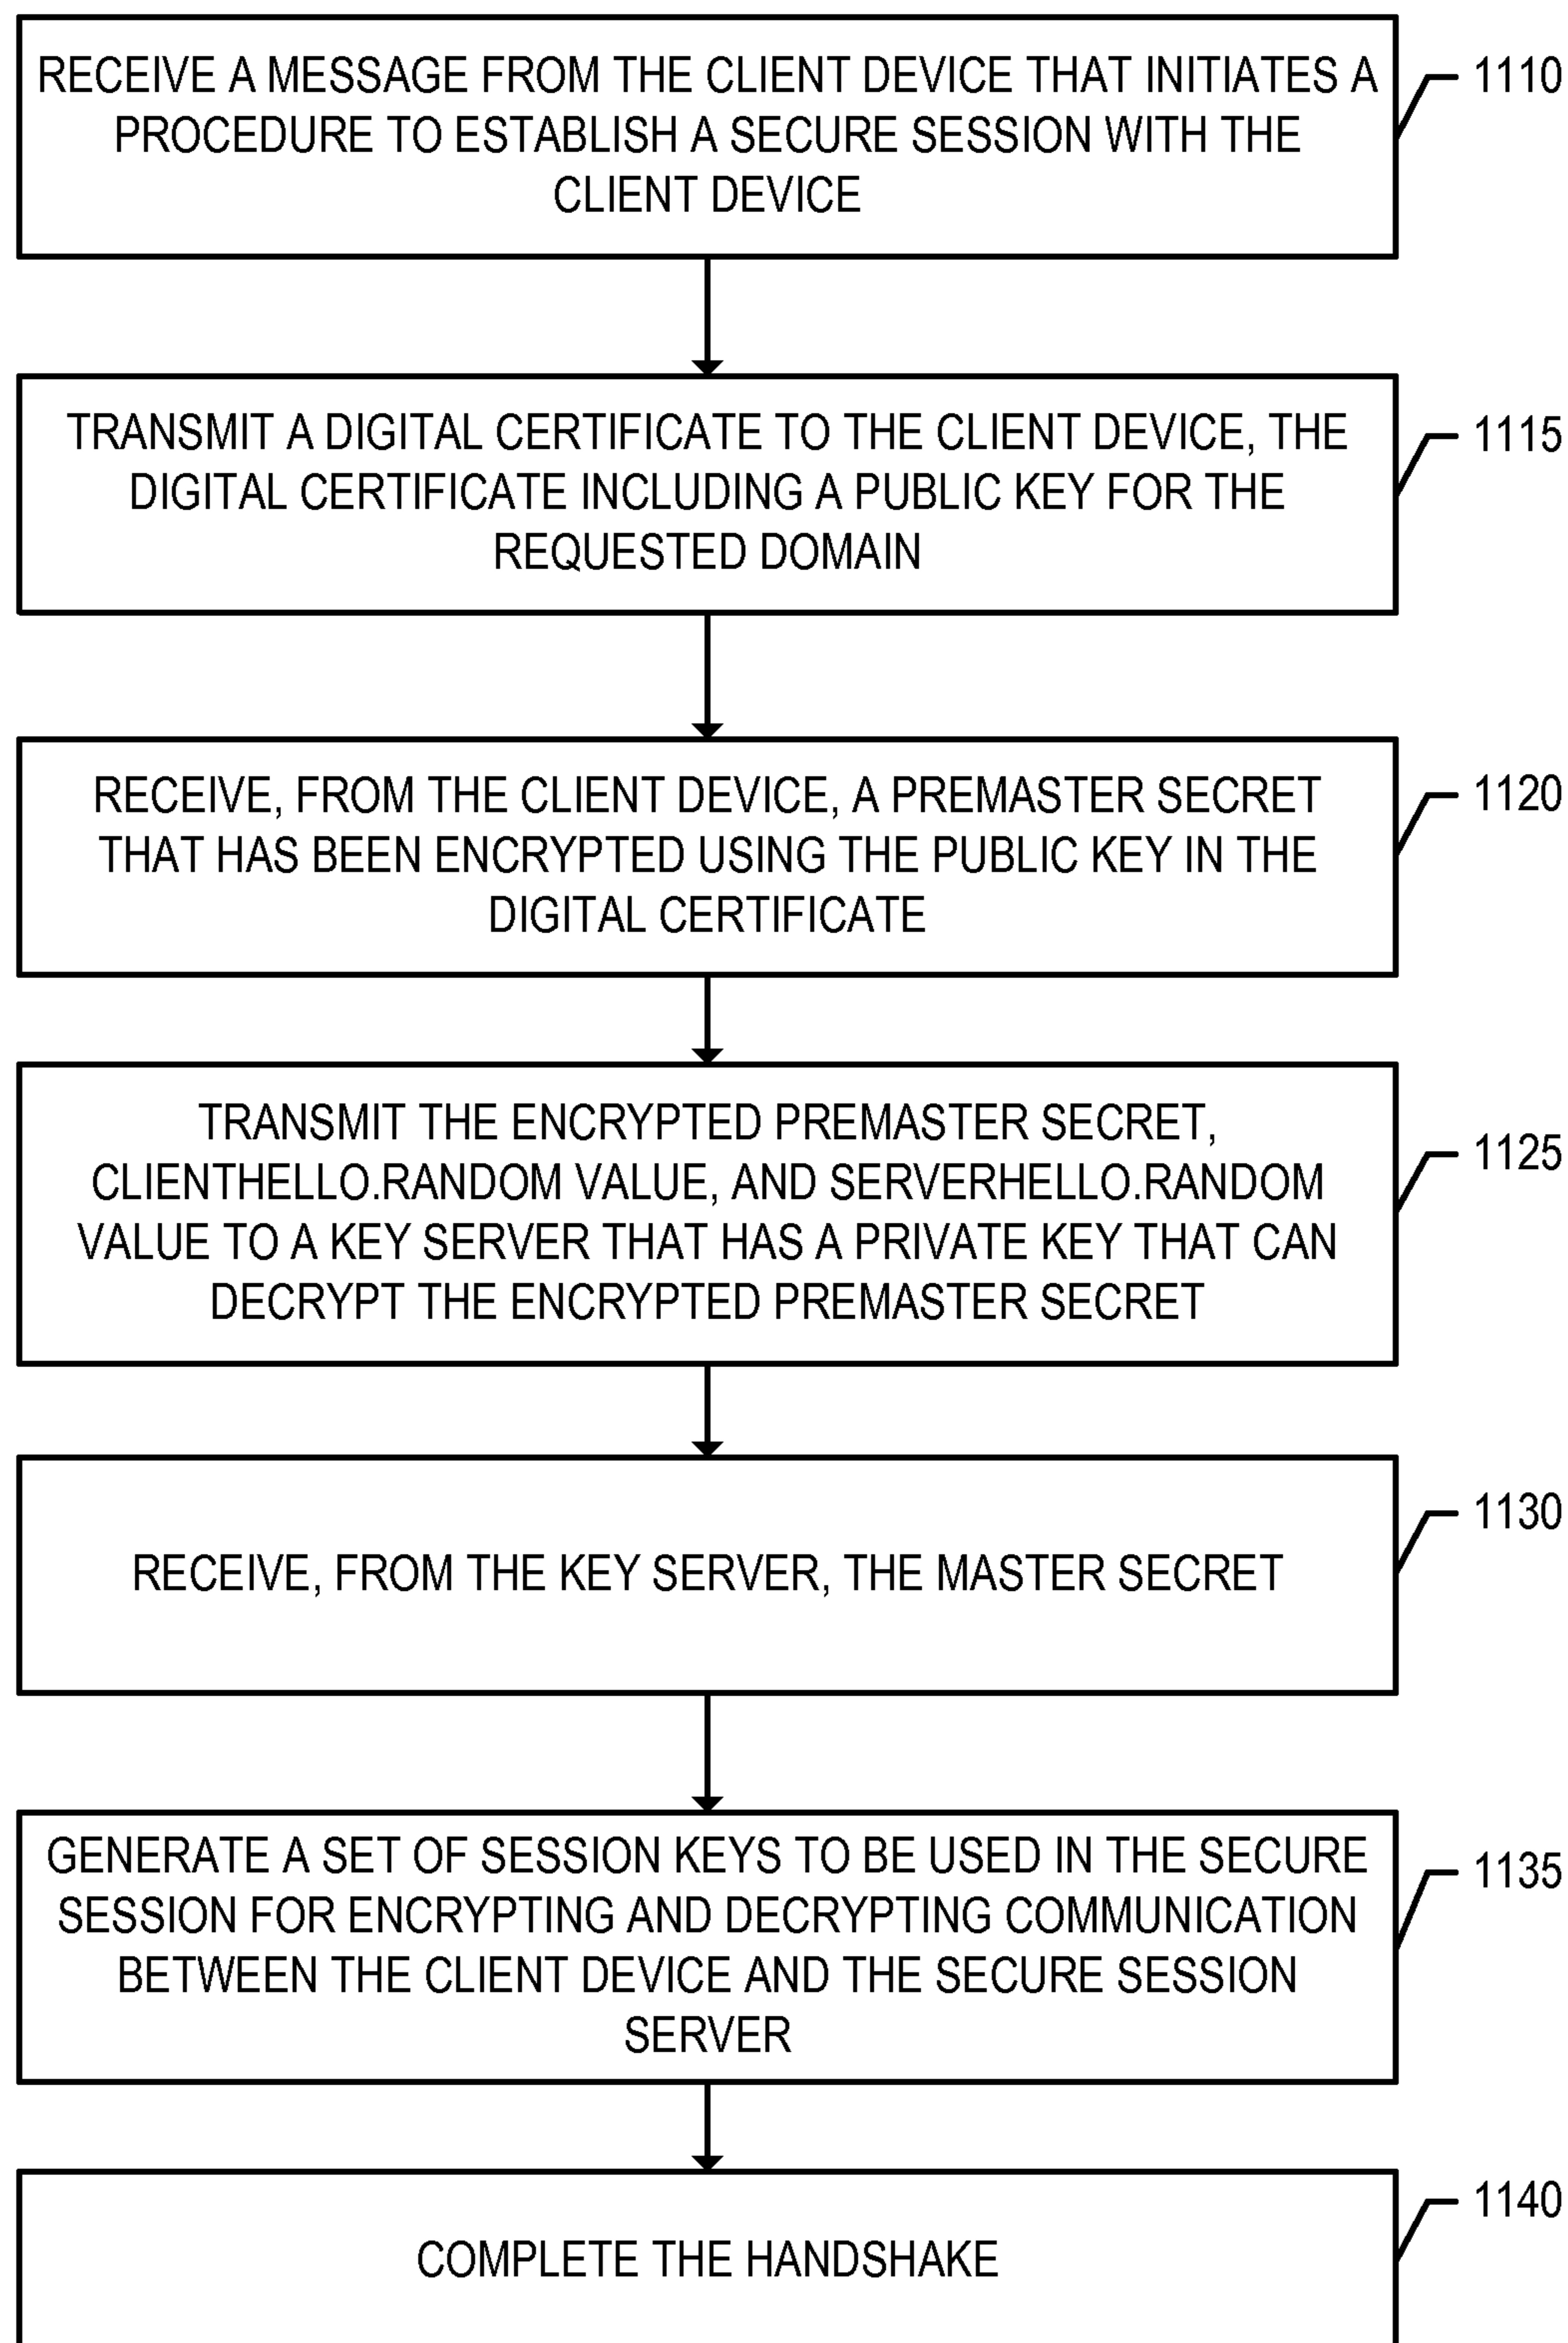 RECEIVE A MESSAGE FROM THE CLIENT DEVICE THAT INITIATES A
PROCEDURE TO ESTABLISH A SECURE SESSION WITH THE
CLIENT DEVICE
1110
TRANSMIT A DIGITAL CERTIFICATE TO THE CLIENT DEVICE, THE
DIGITAL CERTIFICATE INCLUDING A PUBLIC KEY FOR THE
REQUESTED DOMAIN
1115
RECEIVE, FROM THE CLIENT DEVICE, A PREMASTER SECRET
THAT HAS BEEN ENCRYPTED USING THE PUBLIC KEY IN THE
DIGITAL CERTIFICATE
1120
TRANSMIT THE ENCRYPTED PREMASTER SECRET,
CLIENTHELLO.RANDOM VALUE, AND SERVERHELLO.RANDOM
VALUE TO A KEY SERVER THAT HAS A PRIVATE KEY THAT CAN
DECRYPT THE ENCRYPTED PREMASTER SECRET
1125
RECEIVE, FROM THE KEY SERVER, THE MASTER SECRET
1130
GENERATE A SET OF SESSION KEYS TO BE USED IN THE SECURE
SESSION FOR ENCRYPTING AND DECRYPTING COMMUNICATION
BETWEEN THE CLIENT DEVICE AND THE SECURE SESSION
SERVER
1135
COMPLETE THE HANDSHAKE
1140